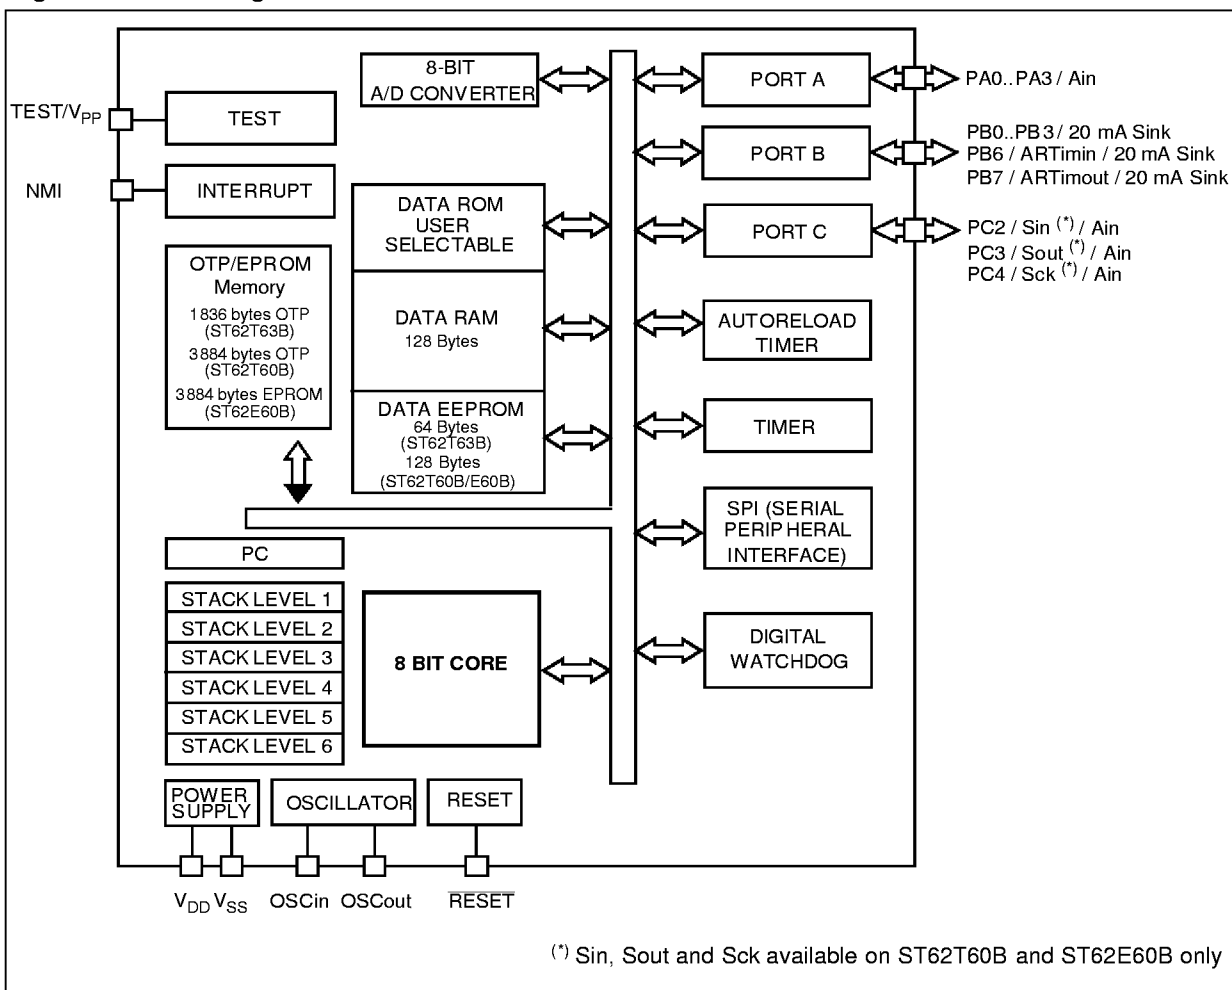 8-BIT
A/D CONVERTER
PORT A
PA0..PA3 / Ain
TEST/VPP
TEST
PORT B
PB0..PB3 / 20 mA Sink
PB6 / ARTimin / 20 mA Sink
PB7 / ARTimout / 20 mA Sink
NMI
INTERRUPT
DATA ROM
USER
SELECTABLE
PORT C
PC2 / Sin (*) / Ain
PC3 / Sout (*) / Ain
PC4 / Sck (*) / Ain
OTP/EPROM
Memory
1836 bytes OTP
(ST62T63B)
3884 bytes OTP
(ST62T60B)
3884 bytes EPROM
(ST62E60B)
DATA RAM
128 Bytes
AUTORELOAD
TIMER
DATA EEPROM
64 Bytes
(ST62T63B)
128 Bytes
(ST62T60B/E60B)
TIMER
SPI (SERIAL
PERIPHERAL
INTERFACE)
PC
STACK LEVEL 1
STACK LEVEL 2
STACK LEVEL 3
STACK LEVEL 4
STACK LEVEL 5
STACK LEVEL 6
8 BIT CORE
DIGITAL
WATCHDOG
POWER
SUPPLY
OSCILLATOR
RESET
VDD VSS
OSCin OSCout
RESET
(*) Sin, Sout and Sck available on ST62T60B and ST62E60B only